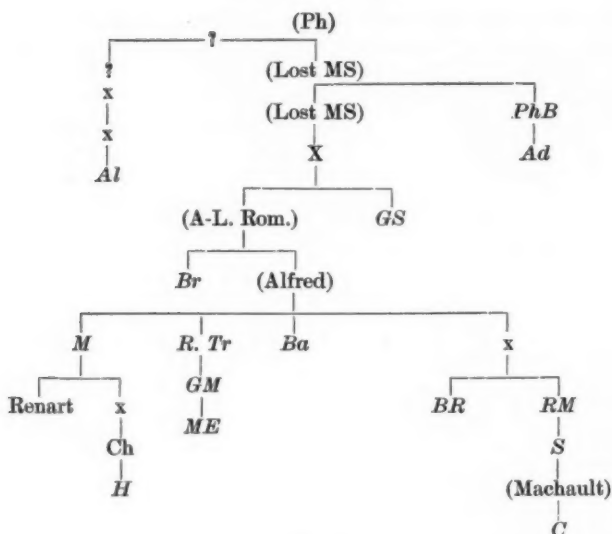 (Ph)
?
? (Lost MS)
x (Lost MS) PhB
x X Ad
Al
(A-L. Rom.) GS
Br (Alfred)
M R. Tr Ba x
Renart x GM BR RM
Ch ME S
H (Machault)
C